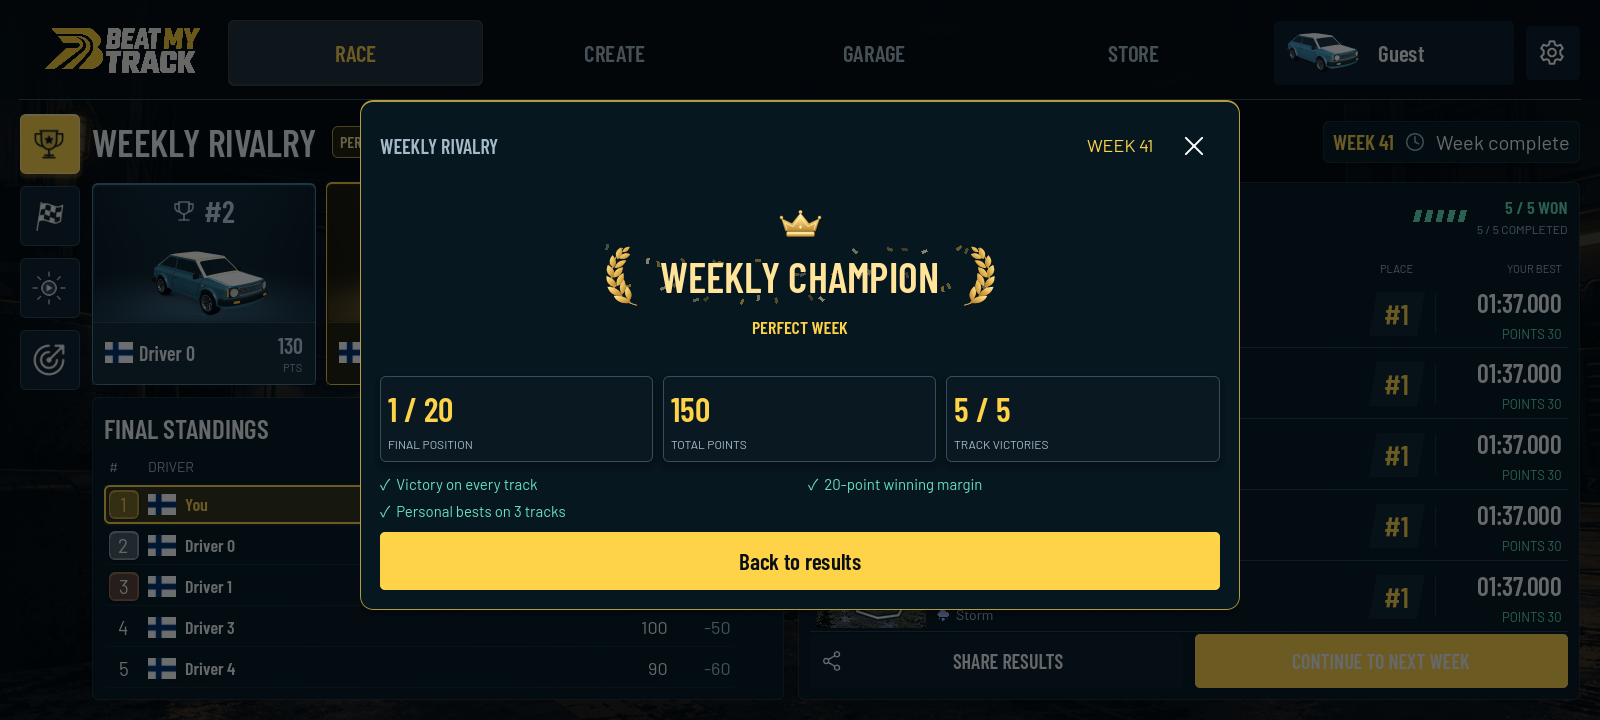 BEAT MY TRACK
RACE
CREATE
GARAGE
STORE
Guest
WEEKLY RIVALRY
WEEK 41
Week complete
WEEKLY RIVALRY
WEEK 41
WEEKLY CHAMPION
PERFECT WEEK
1 / 20
FINAL POSITION
150
TOTAL POINTS
5 / 5
TRACK VICTORIES
✓ Victory on every track
✓ 20-point winning margin
✓ Personal bests on 3 tracks
Back to results
#2
Driver 0
130
PTS
FINAL STANDINGS
# DRIVER
1 You
2 Driver 0
3 Driver 1
4 Driver 3 100 -50
5 Driver 4 90 -60
5 / 5 WON
5 / 5 COMPLETED
PLACE YOUR BEST
#1 01:37.000
POINTS 30
#1 01:37.000
POINTS 30
#1 01:37.000
POINTS 30
#1 01:37.000
POINTS 30
#1 01:37.000
Storm POINTS 30
SHARE RESULTS
CONTINUE TO NEXT WEEK